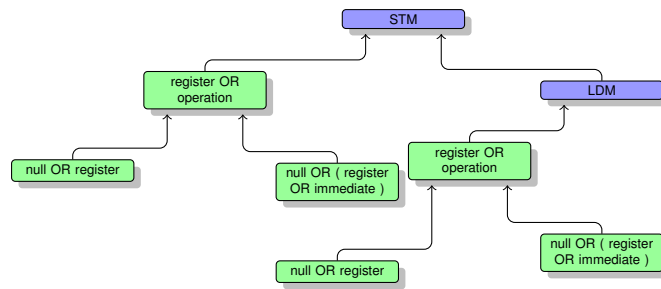 STM
register OR
operation
LDM
null OR register
null OR ( register
OR immediate )
register OR
operation
null OR register
null OR ( register
OR immediate )